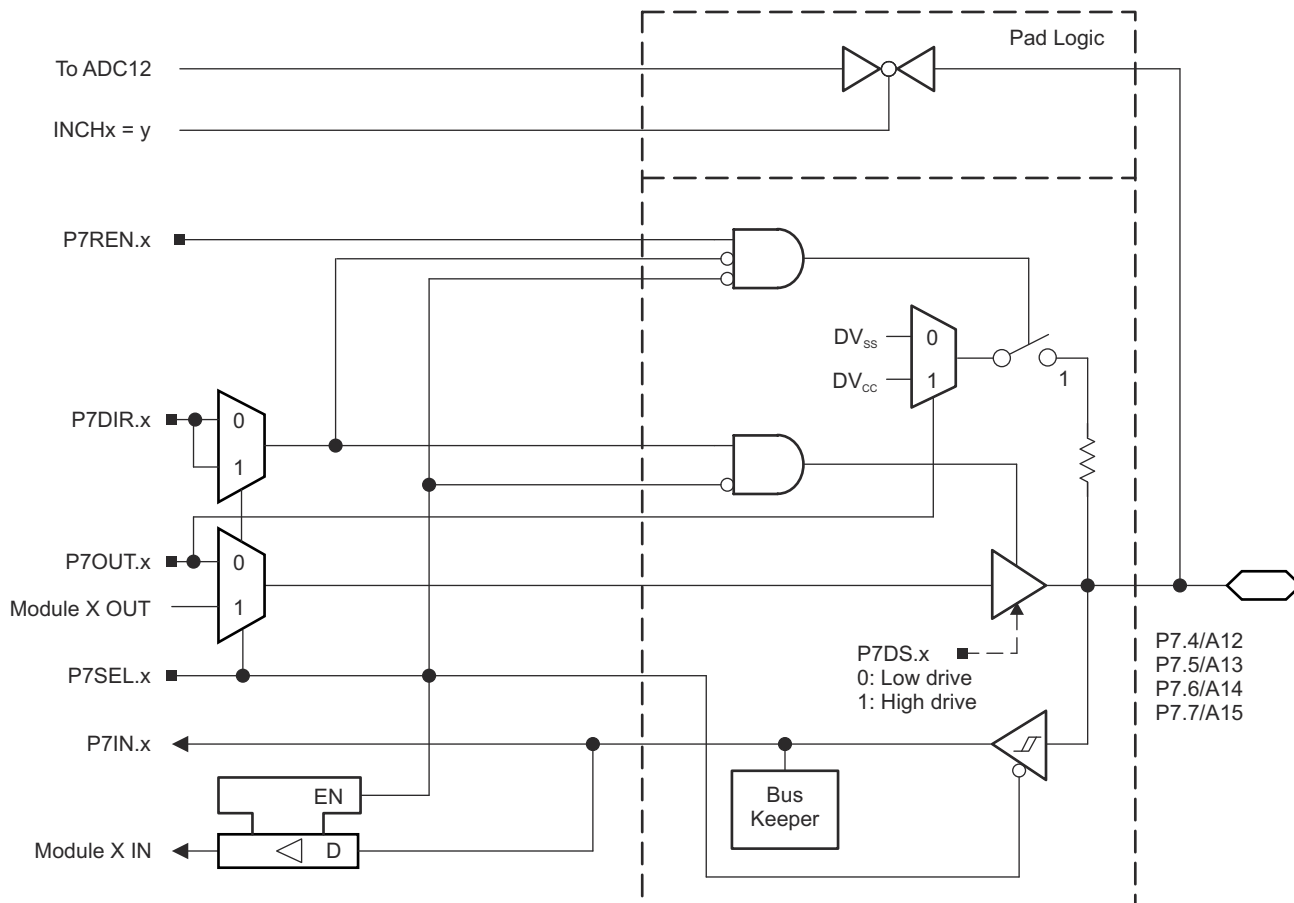 Pad Logic
To ADC12
INCHx = y
P7REN.x
DVSS
0
DVCC
1
1
P7DIR.x
0
1
P7OUT.x
0
Module X OUT
1
P7DS.x
0: Low drive
1: High drive
P7.4/A12
P7.5/A13
P7.6/A14
P7.7/A15
P7SEL.x
P7IN.x
EN
Bus
Keeper
Module X IN
D